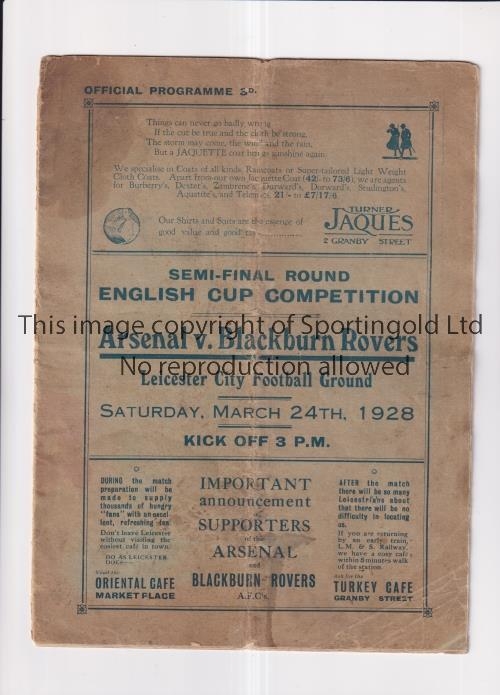 OFFICIAL PROGRAMME 3D.
Things can never go badly wrong
If the cut be true and the cloth be strong,
The storm may come, the wind and the rain,
But a JAQUETTE coat brings sunshine again.
We specialise in Coats of all kinds, Raincoats or Super-tailored Light Weight
Cloth Coats. Apart from our own Jaquette Coat (42/- to 73/6), we are agents
for Burberry's, Dexter's, Zambrene's, Durward's, Dorward's, Studington's,
Aquatite's, and Telemac. 21/- to £7/17/6
Our Shirts and Suits are the essence of
good value and good
TURNER
JAQUES
2 GRANBY STREET
SEMI-FINAL ROUND
ENGLISH CUP COMPETITION
This image copyright of Sportingold Ltd
Arsenal v. Blackburn Rovers
No reproduction allowed
Leicester City Football Ground
SATURDAY, MARCH 24TH, 1928
KICK OFF 3 P.M.
DURING the match
preparation will be
made to supply
thousands of hungry
"fans" with an excel
lent, refreshing tea.
Don't leave Leicester
without visiting the
cosiest cafe in town.
DO AS LEICESTER
DOES
Visit the
ORIENTAL CAFE
MARKET PLACE
IMPORTANT
announcement
to
SUPPORTERS
of the
ARSENAL
and
BLACKBURN ROVERS
A.F.C's.
AFTER the match
there will be so many
Leicestrians about
that there will be no
difficulty in locating
us.
If you are returning
by an early train,
L.M. & S. Railway,
we have a cosy cafe
within 5 minutes walk
of the station.
Ask for the
TURKEY CAFE
GRANBY STREET